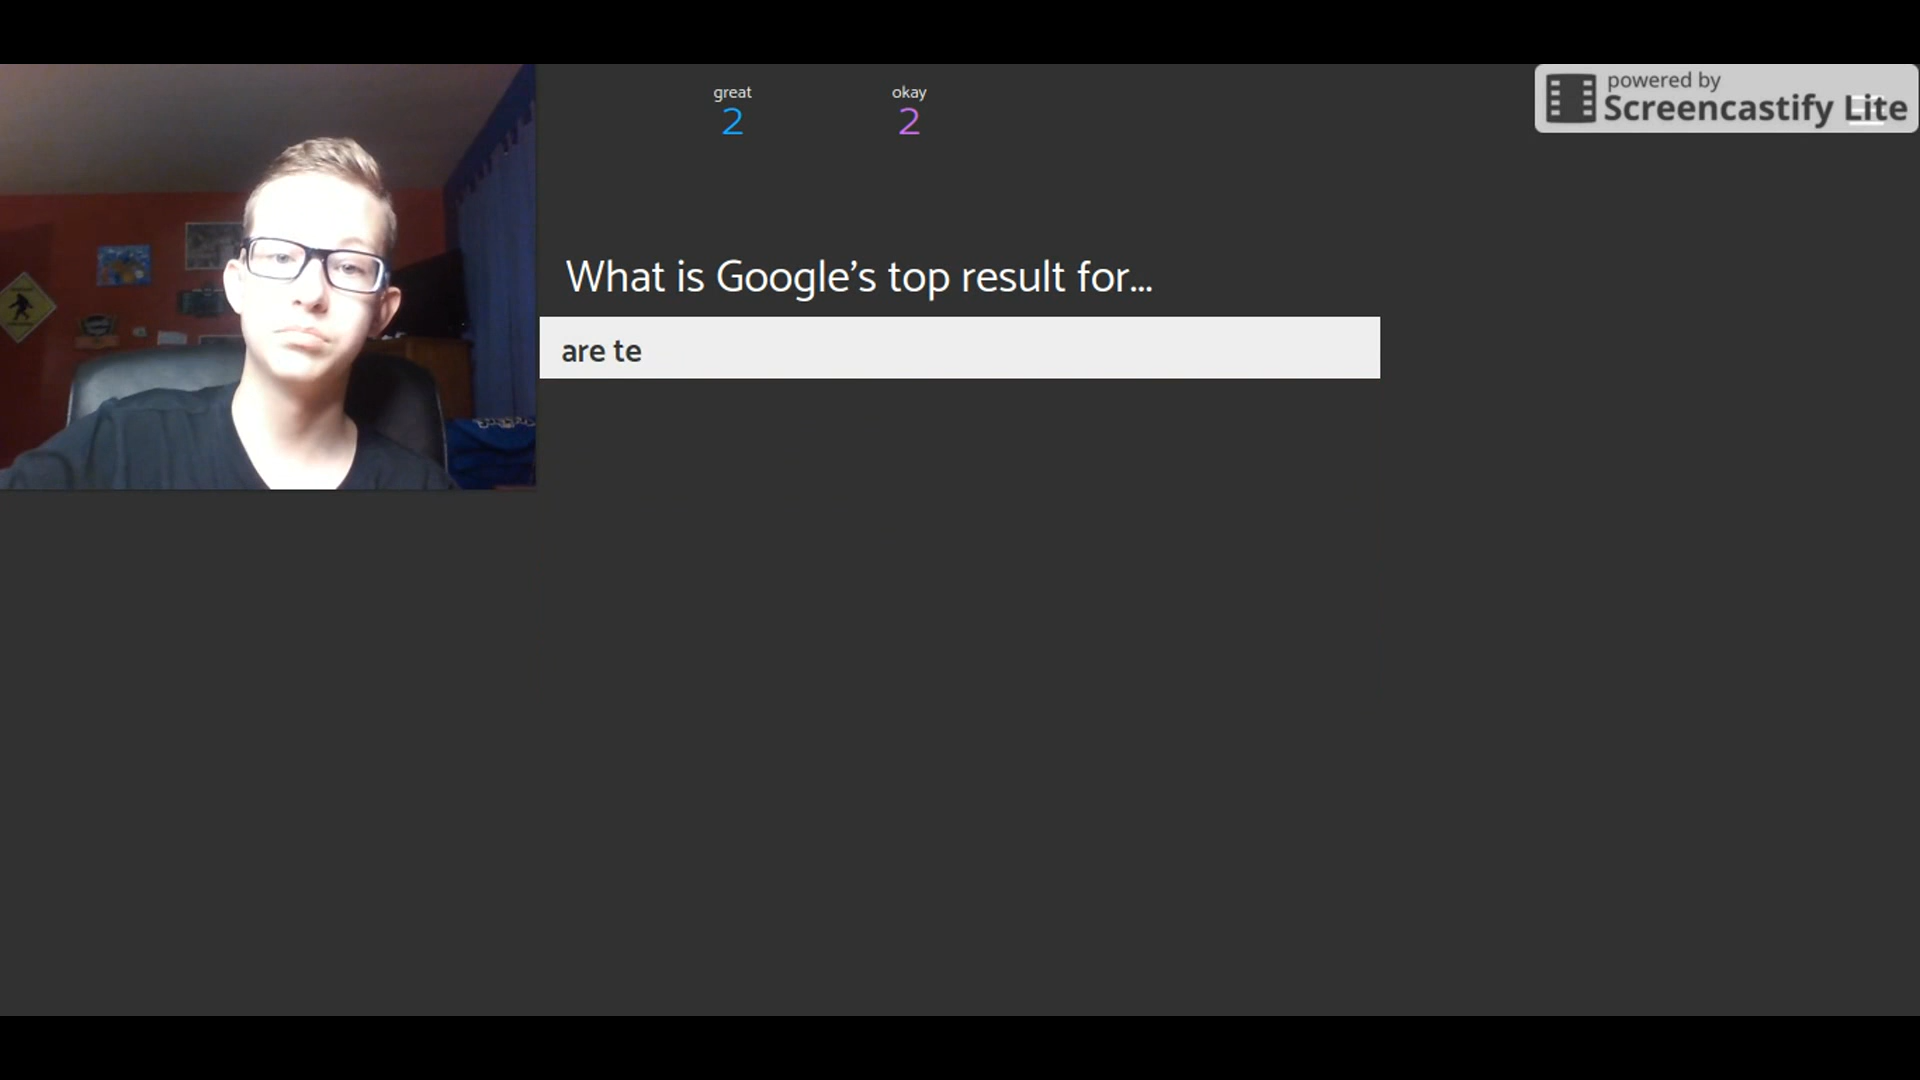 great
2
okay
2
powered by
Screencastify Lite
What is Google's top result for...
are te